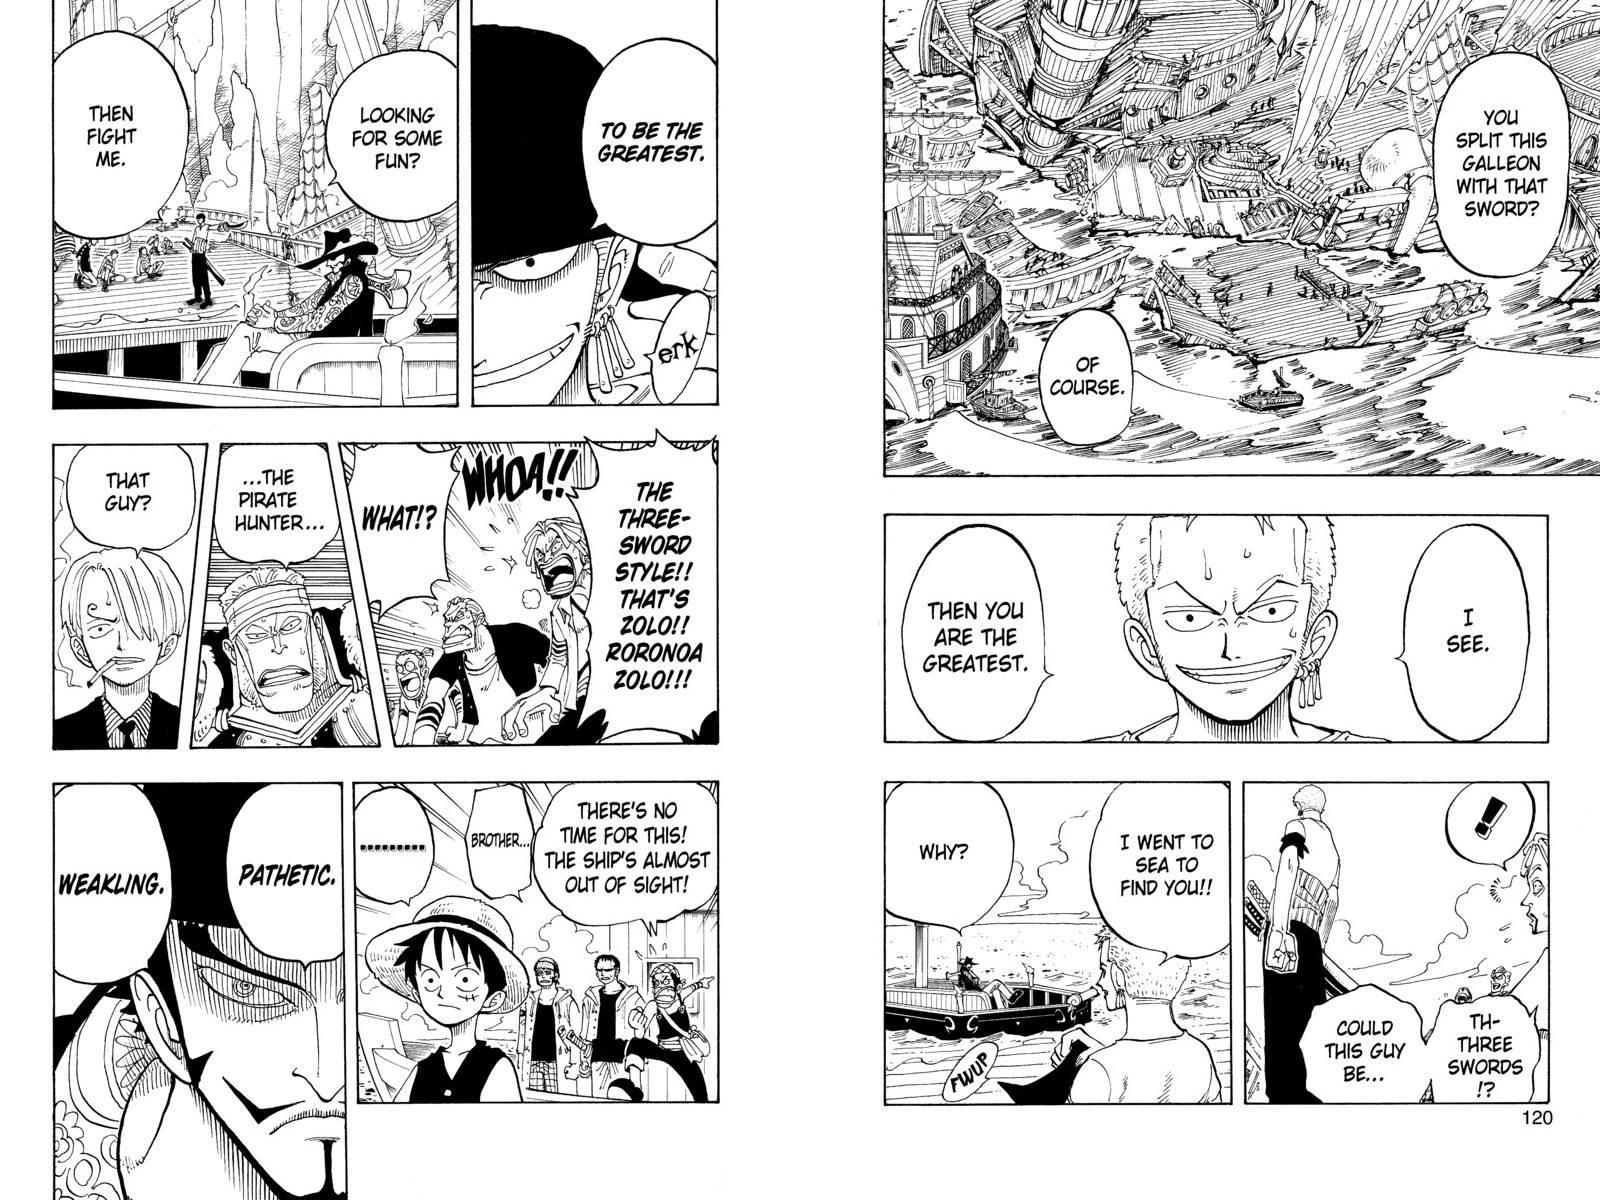 YOU
SPLIT THIS
GALLEON
WITH THAT
SWORD?
OF
COURSE.
I
SEE.
THEN YOU
ARE THE
GREATEST.
!
TH-
THREE
SWORDS
!?
COULD
THIS GUY
BE...
I WENT TO
SEA TO
FIND YOU!!
WHY?
FWUP
120
TO BE THE
GREATEST.
erk
LOOKING
FOR SOME
FUN?
THEN
FIGHT
ME.
THE
THREE-
SWORD
STYLE!!
THAT'S
ZOLO!!
RORONOA
ZOLO!!!
WHOA!!
WHAT!?
...THE
PIRATE
HUNTER...
THAT
GUY?
THERE'S NO
TIME FOR THIS!
THE SHIP'S ALMOST
OUT OF SIGHT!
BROTHER...
.........
PATHETIC.
WEAKLING.